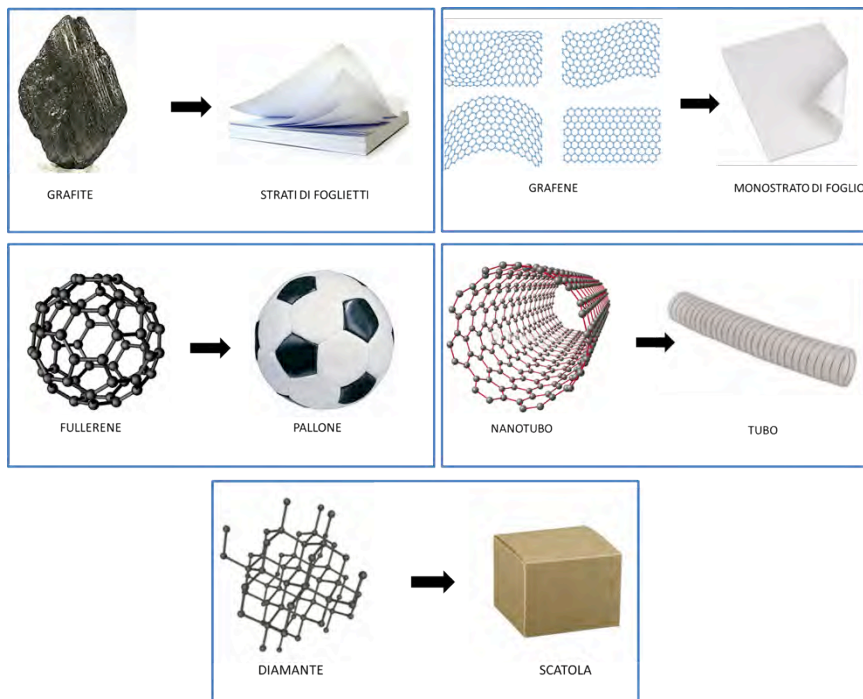 GRAFITE
STRATI DI FOGLIETTI
GRAFENE
MONOSTRATO DI FOGLIO
FULLERENE
PALLONE
NANOTUBO
TUBO
DIAMANTE
SCATOLA